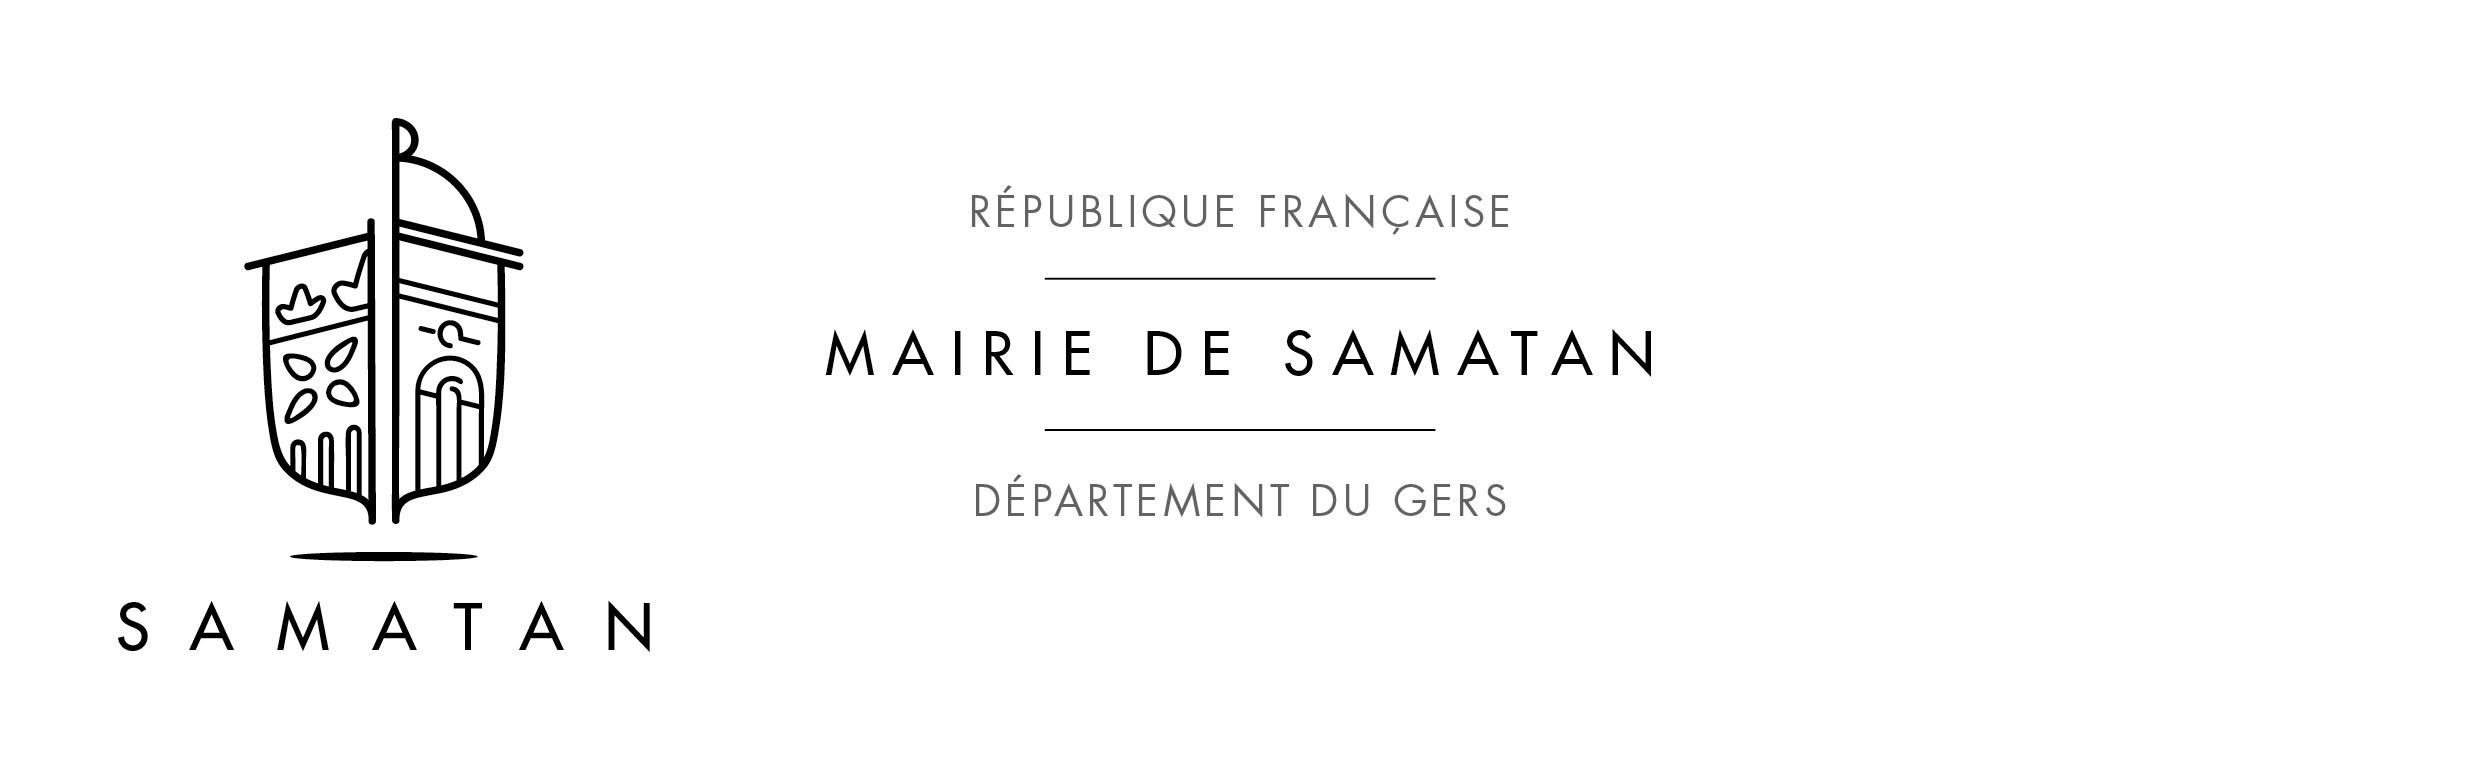 SAMATAN
RÉPUBLIQUE FRANÇAISE
MAIRIE DE SAMATAN
DÉPARTEMENT DU GERS